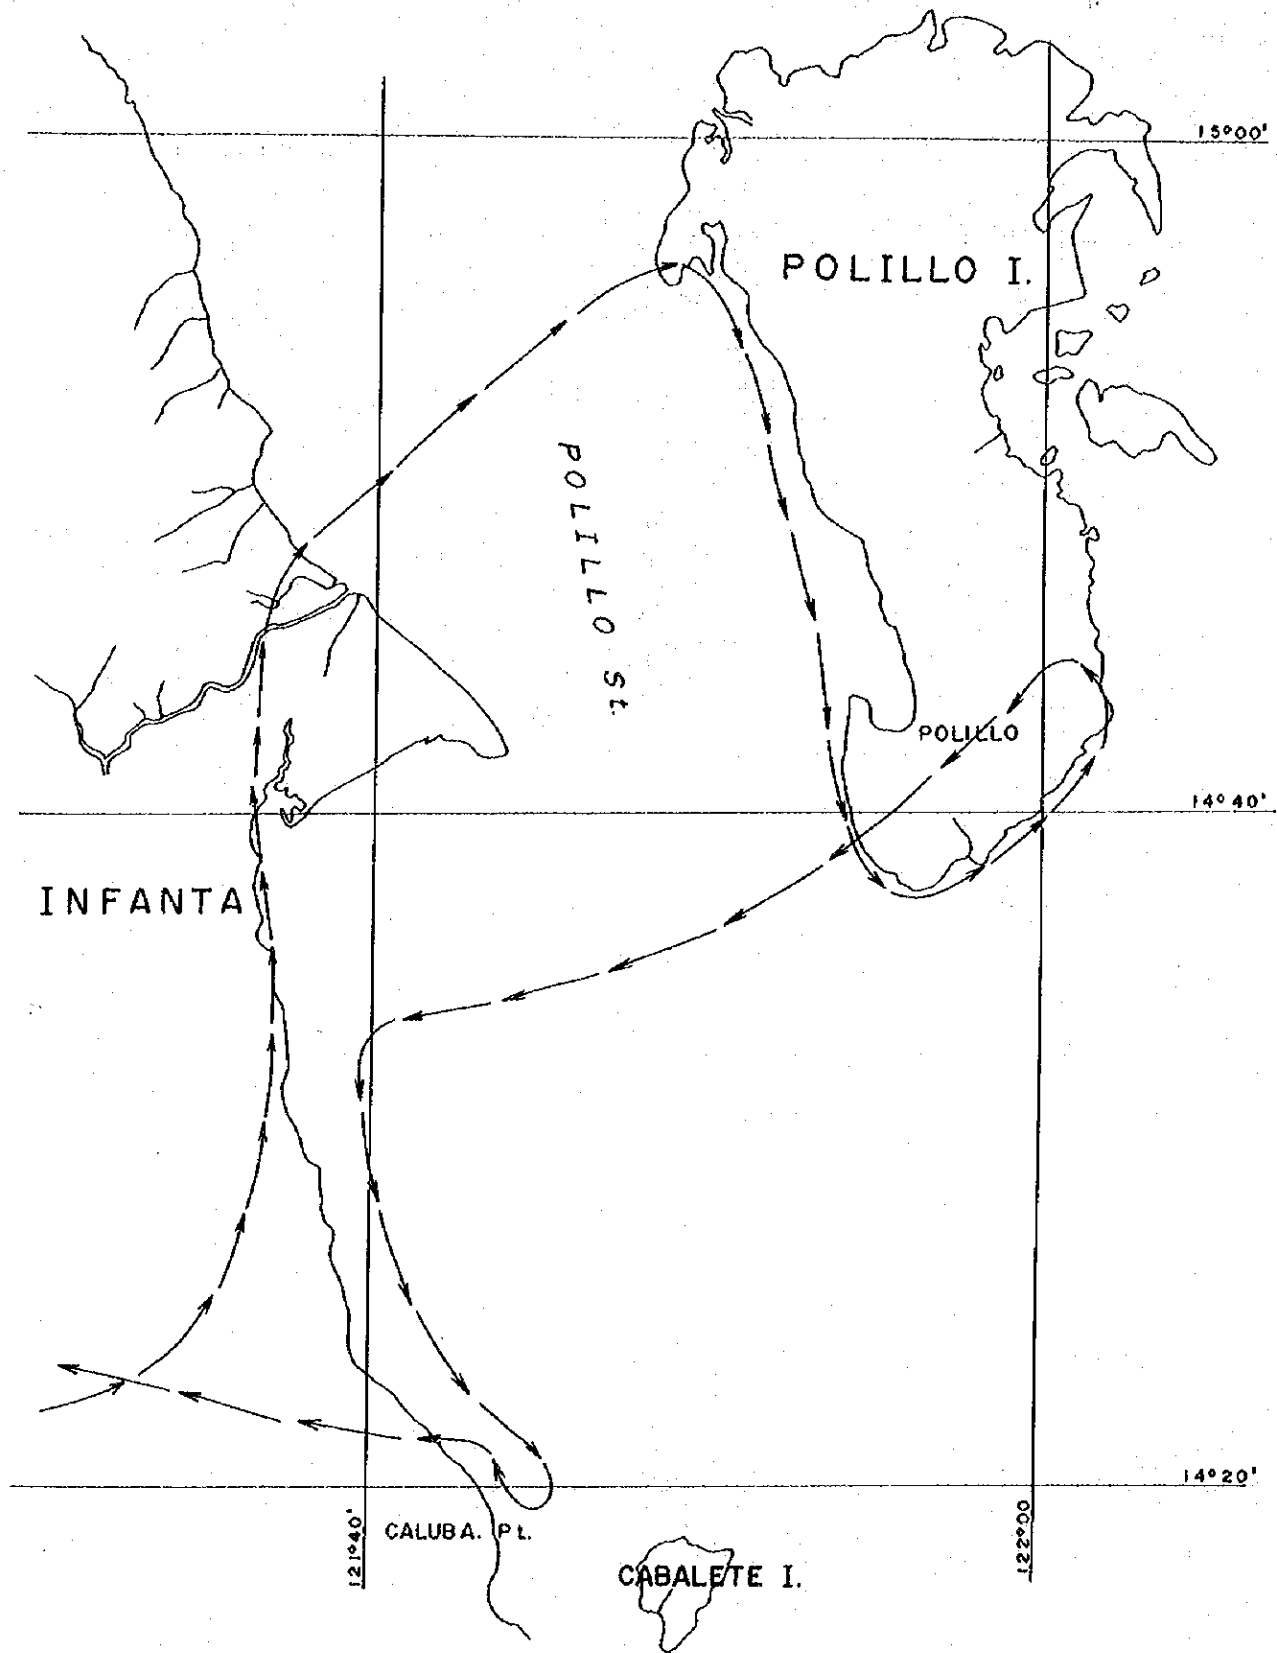 15°00'
POLILLO I.
POLILLO St.
POLILLO
14°40'
INFANTA
14°20'
121°40'
122°00
CALUBA. Pt.
CABALETE I.